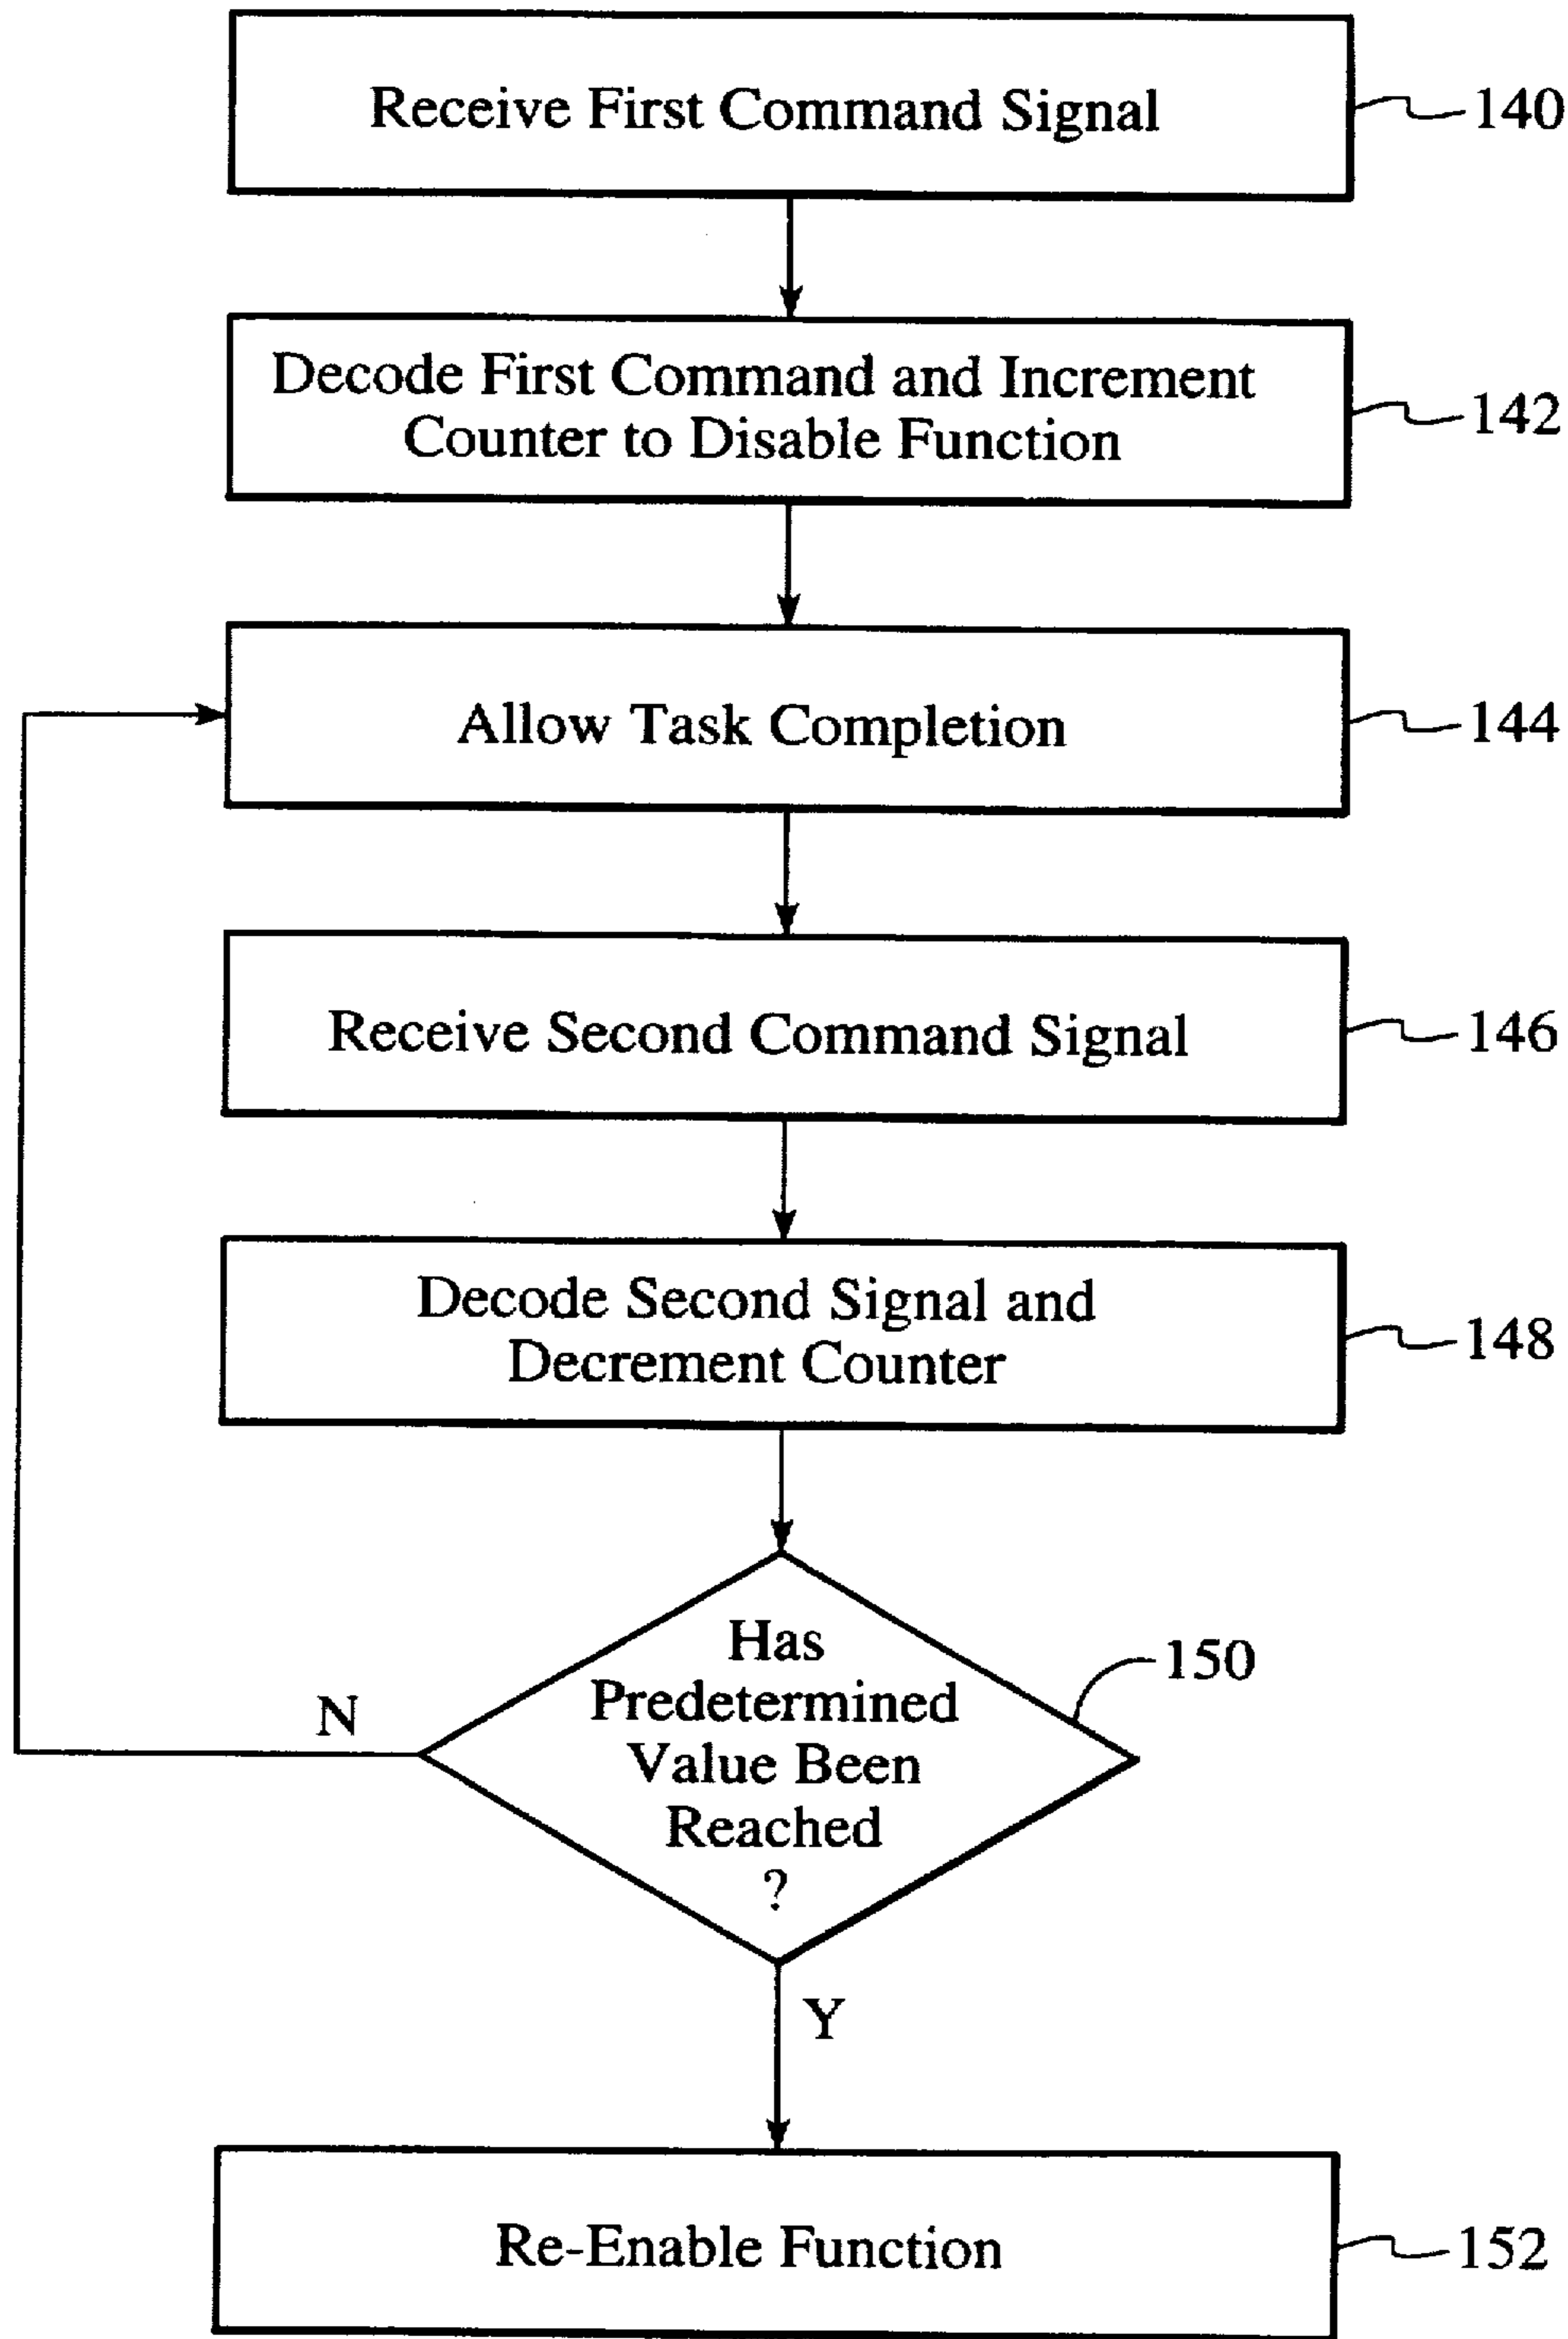 Receive First Command Signal
140
Decode First Command and Increment
Counter to Disable Function
142
Allow Task Completion
144
Receive Second Command Signal
146
Decode Second Signal and
Decrement Counter
148
Has
Predetermined
Value Been
Reached
?
150
N
Y
Re-Enable Function
152